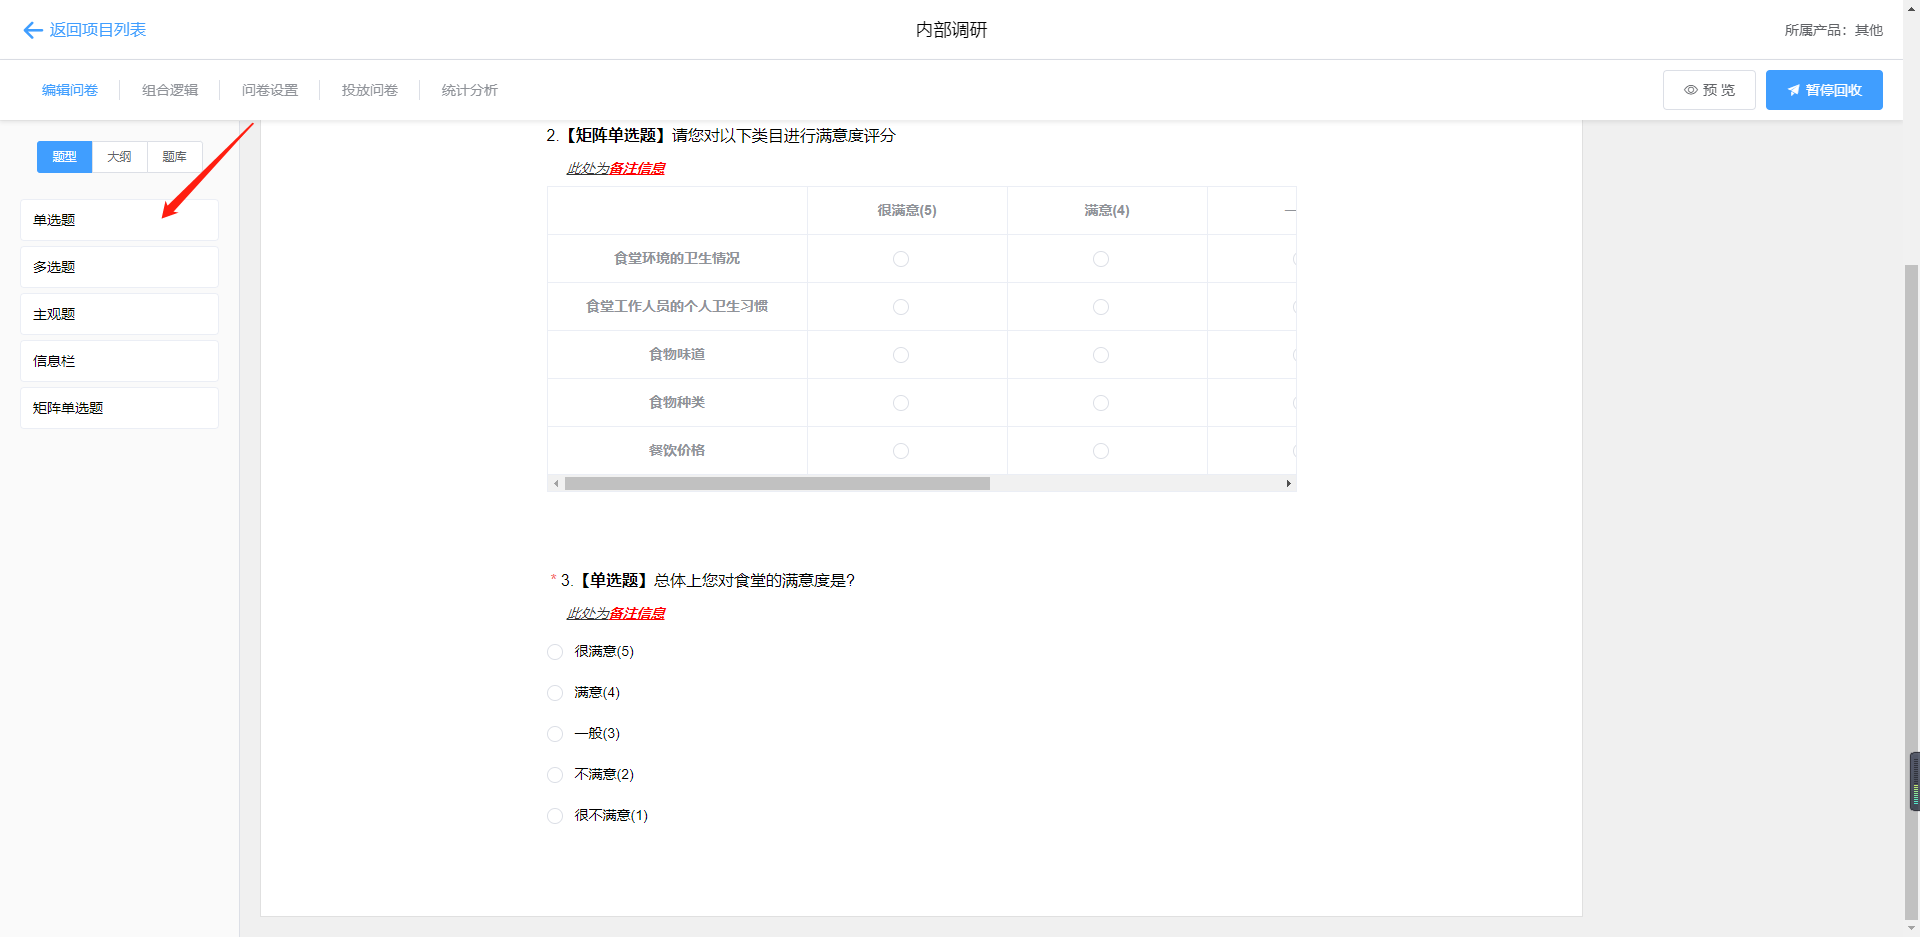 返回项目列表
内部调研
所属产品：其他
编辑问卷
组合逻辑
问卷设置
投放问卷
统计分析
预 览
暂停回收
题型
大纲
题库
单选题
多选题
主观题
信息栏
矩阵单选题
2.【矩阵单选题】请您对以下类目进行满意度评分
此处为备注信息
很满意(5)
满意(4)
食堂环境的卫生情况
食堂工作人员的个人卫生习惯
食物味道
食物种类
餐饮价格
* 3.【单选题】总体上您对食堂的满意度是?
此处为备注信息
很满意(5)
满意(4)
一般(3)
不满意(2)
很不满意(1)